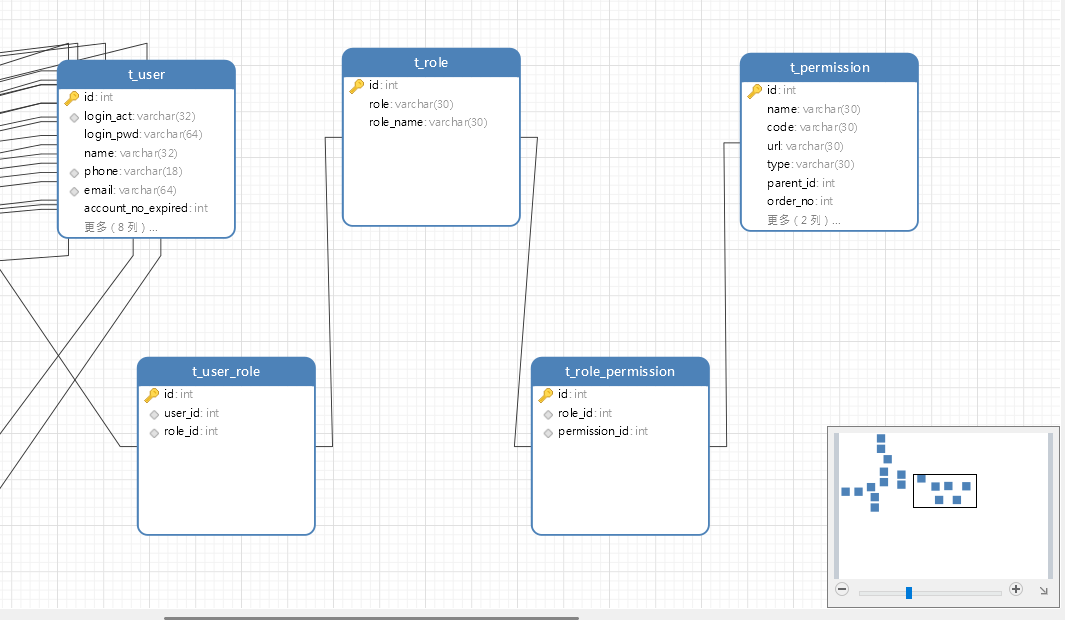 t_user
id: int
login_act: varchar(32)
login_pwd: varchar(64)
name: varchar(32)
phone: varchar(18)
email: varchar(64)
account_no_expired: int
更多 ( 8 列 ) ...
t_role
id: int
role: varchar(30)
role_name: varchar(30)
t_permission
id: int
name: varchar(30)
code: varchar(30)
url: varchar(30)
type: varchar(30)
parent_id: int
order_no: int
更多 ( 2 列 ) ...
t_user_role
id: int
user_id: int
role_id: int
t_role_permission
id: int
role_id: int
permission_id: int